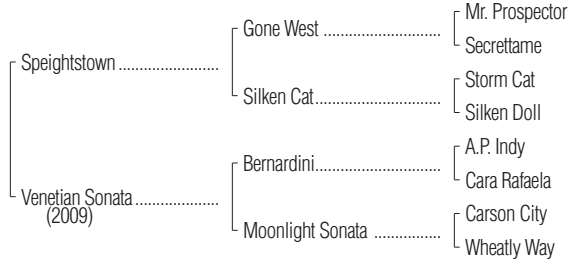 Mr. Prospector
Gone West ..........................
Secrettame
Speightstown ......................
Storm Cat
Silken Cat............................
Silken Doll
A.P. Indy
Bernardini............................
Cara Rafaela
Venetian Sonata ..................
(2009)
Carson City
Moonlight Sonata ...............
Wheatly Way